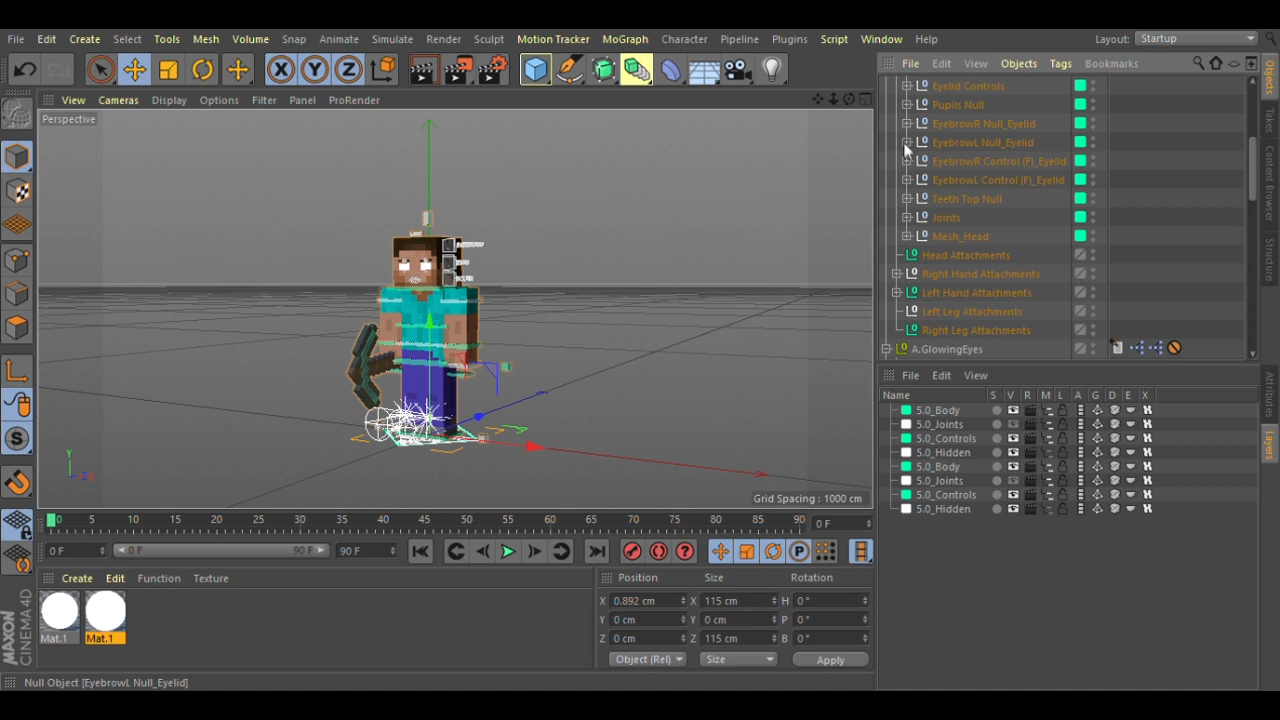 File Edit Create Select Tools Mesh Volume Snap Animate Simulate Render Sculpt Motion Tracker MoGraph Character Pipeline Plugins Script Window Help Layout: Startup
File Edit View Objects Tags Bookmarks
View Cameras Display Options Filter Panel ProRender
Perspective
Eyelid Controls
Pupils Null
EyebrowR Null_Eyelid
EyebrowL Null_Eyelid
EyebrowR Control (F)_Eyelid
EyebrowL Control (F)_Eyelid
Teeth Top Null
Joints
Mesh_Head
Head Attachments
Right Hand Attachments
Left Hand Attachments
Left Leg Attachments
Right Leg Attachments
A.GlowingEyes
Objects
Takes
Content Browser
Structure
Attributes
Layers
File Edit View
Name S V R M L A G D E X
5.0_Body
5.0_Joints
5.0_Controls
5.0_Hidden
5.0_Body
5.0_Joints
5.0_Controls
5.0_Hidden
Y
Grid Spacing : 1000 cm
0 5 10 15 20 25 30 35 40 45 50 55 60 65 70 75 80 85 90 0 F
0 F 0 F 90 F 90 F
Create Edit Function Texture
Mat.1 Mat.1
Position Size Rotation
X 0.892 cm X 115 cm H 0 °
Y 0 cm Y 0 cm P 0 °
Z 0 cm Z 115 cm B 0 °
Object (Rel) Size Apply
MAXON CINEMA 4D
Null Object [EyebrowL Null_Eyelid]